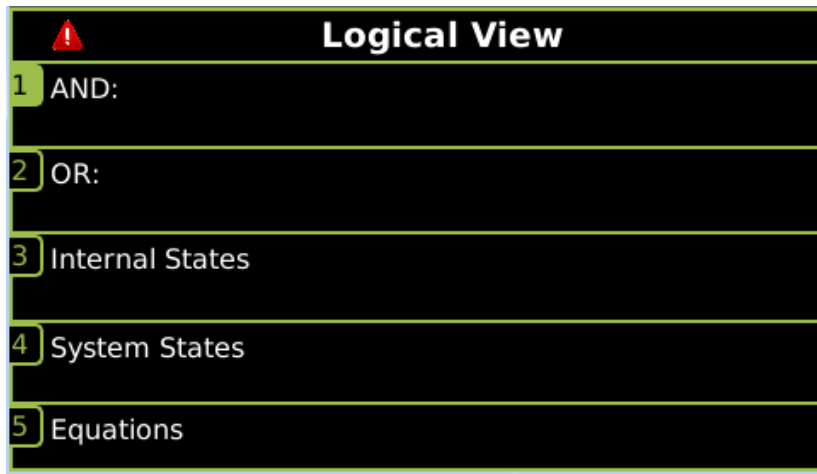 Logical View
1 AND:
2 OR:
3 Internal States
4 System States
5 Equations